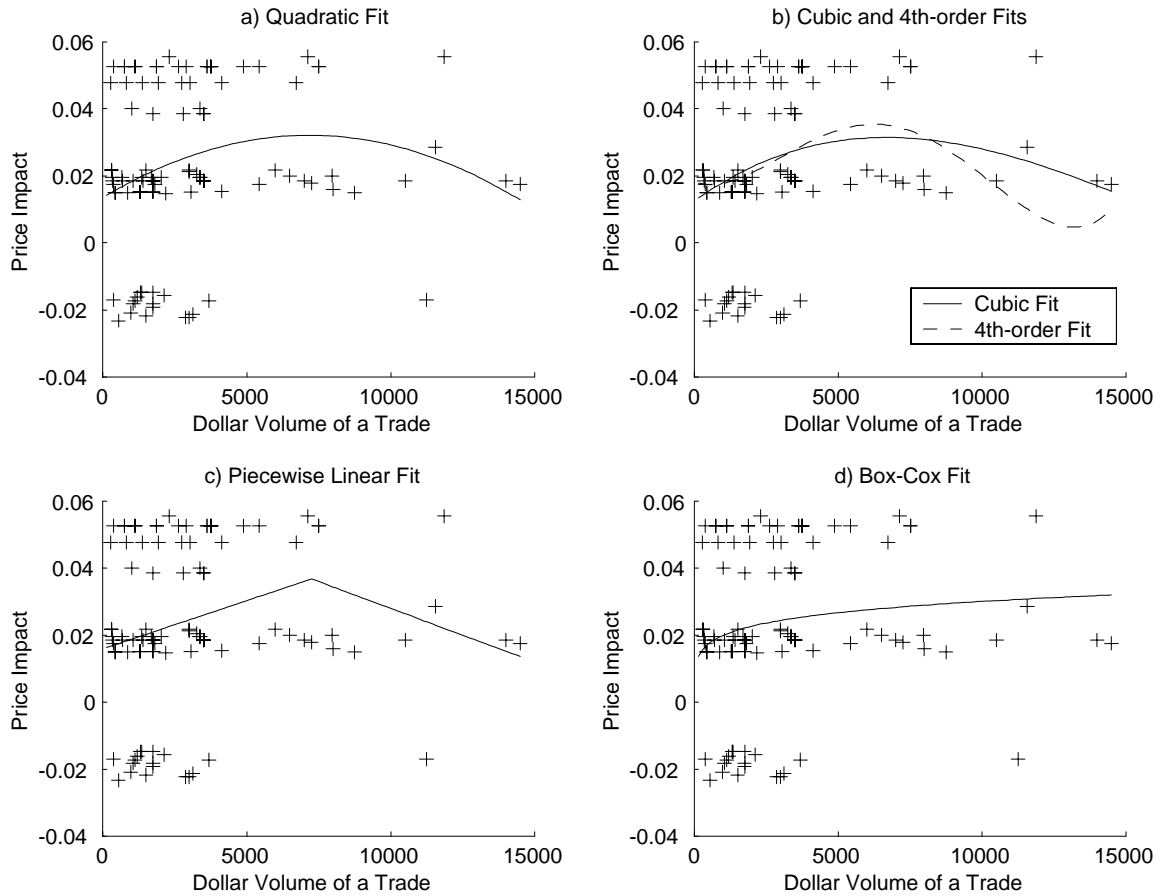 a) Quadratic Fit
0.06
0.04
0.02
0
-0.02
-0.04
Price Impact
0 5000 10000 15000
Dollar Volume of a Trade
b) Cubic and 4th-order Fits
0.06
0.04
0.02
0
-0.02
-0.04
Price Impact
Cubic Fit
4th-order Fit
0 5000 10000 15000
Dollar Volume of a Trade
c) Piecewise Linear Fit
0.06
0.04
0.02
0
-0.02
-0.04
Price Impact
0 5000 10000 15000
Dollar Volume of a Trade
d) Box-Cox Fit
0.06
0.04
0.02
0
-0.02
-0.04
Price Impact
0 5000 10000 15000
Dollar Volume of a Trade